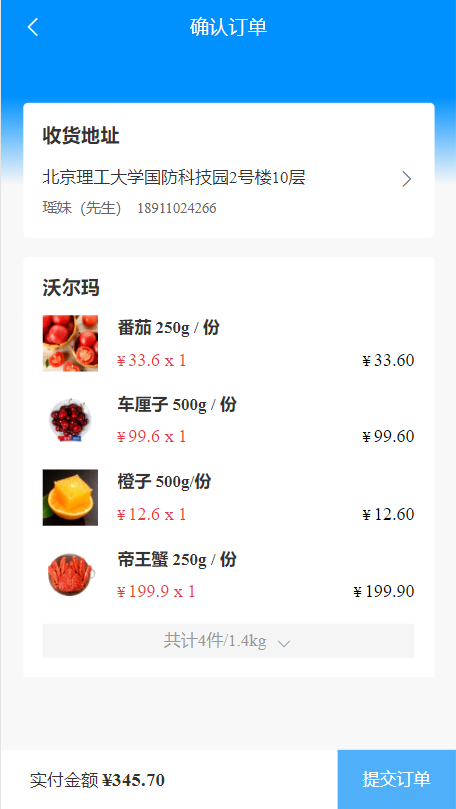 确认订单
收货地址
北京理工大学国防科技园2号楼10层
瑶妹（先生） 18911024266
沃尔玛
番茄 250g / 份
¥33.6 x 1 ¥33.60
车厘子 500g / 份
¥99.6 x 1 ¥99.60
橙子 500g/份
¥12.6 x 1 ¥12.60
帝王蟹 250g / 份
¥199.9 x 1 ¥199.90
共计4件/1.4kg
实付金额 ¥345.70 提交订单